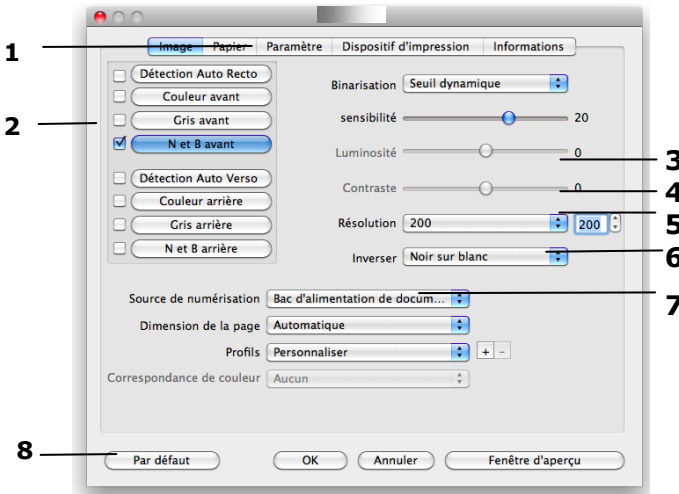 1 Image Papier Paramètre Dispositif d'impression Informations
Détection Auto Recto
Couleur avant
2 Gris avant
N et B avant
Détection Auto Verso
Couleur arrière
Gris arrière
N et B arrière
Binarisation Seuil dynamique
sensibilité 20
Luminosité 0 3
Contraste 0 4
Résolution 200 200 5
Inverser Noir sur blanc 6
Source de numérisation Bac d'alimentation de docum... 7
Dimension de la page Automatique
Profils Personnaliser + -
Correspondance de couleur Aucun
8 Par défaut OK Annuler Fenêtre d'aperçu